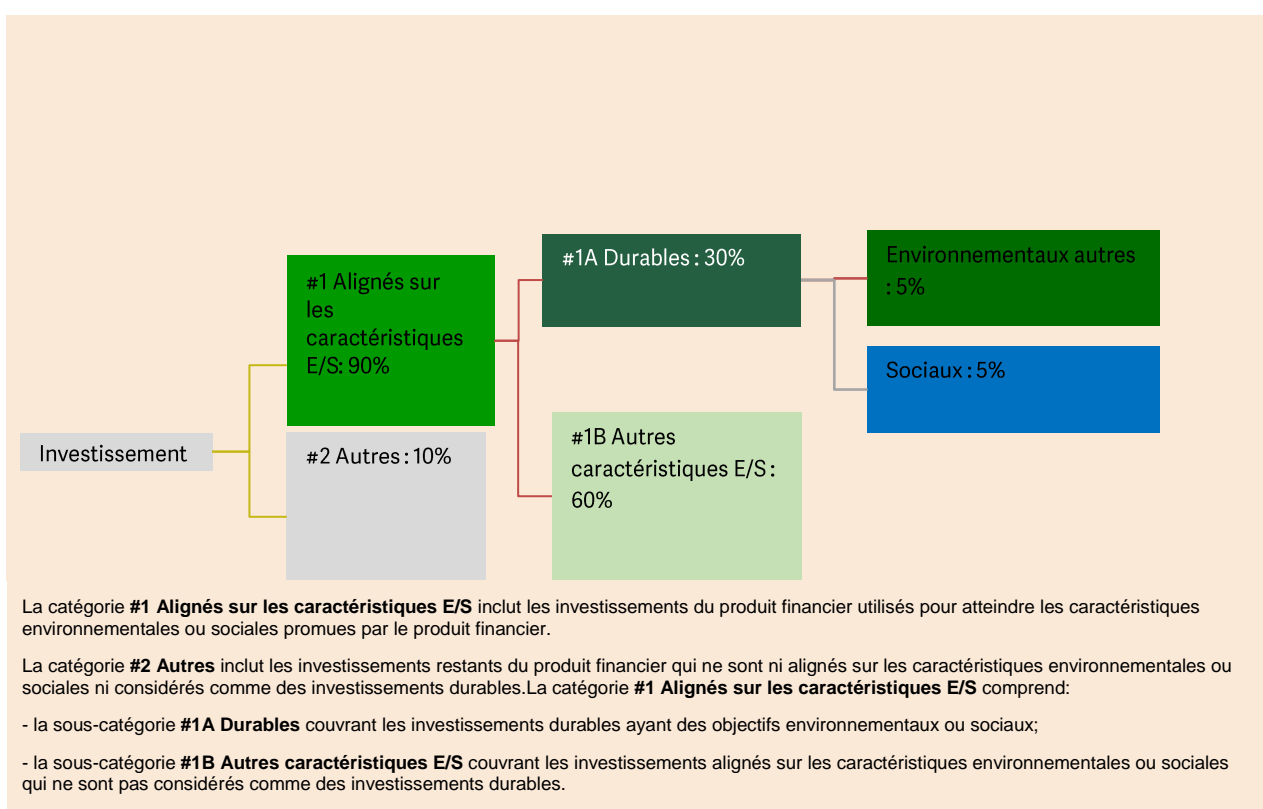 Investissement
#1 Alignés sur
les
caractéristiques
E/S: 90%
#2 Autres : 10%
#1A Durables : 30%
#1B Autres
caractéristiques E/S :
60%
Environnementaux autres
: 5%
Sociaux : 5%
La catégorie #1 Alignés sur les caractéristiques E/S inclut les investissements du produit financier utilisés pour atteindre les caractéristiques
environnementales ou sociales promues par le produit financier.
La catégorie #2 Autres inclut les investissements restants du produit financier qui ne sont ni alignés sur les caractéristiques environnementales ou
sociales ni considérés comme des investissements durables.La catégorie #1 Alignés sur les caractéristiques E/S comprend:
- la sous-catégorie #1A Durables couvrant les investissements durables ayant des objectifs environnementaux ou sociaux;
- la sous-catégorie #1B Autres caractéristiques E/S couvrant les investissements alignés sur les caractéristiques environnementales ou sociales
qui ne sont pas considérés comme des investissements durables.